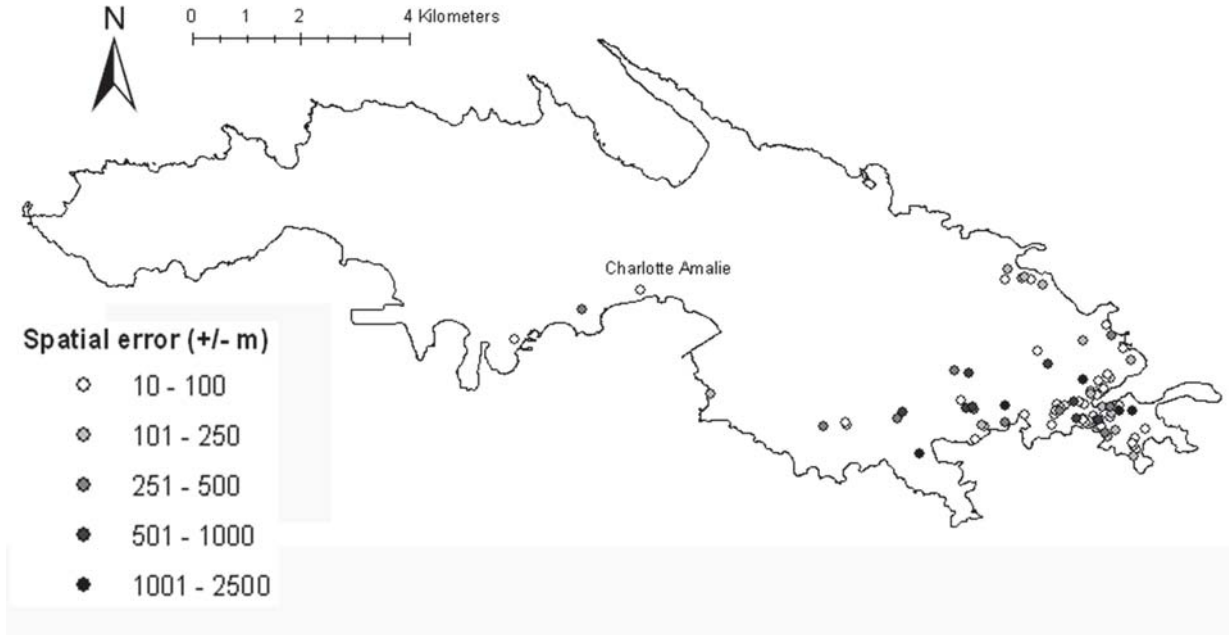 N
0 1 2 4 Kilometers
Charlotte Amalie
Spatial error (+/- m)
10 - 100
101 - 250
251 - 500
501 - 1000
1001 - 2500